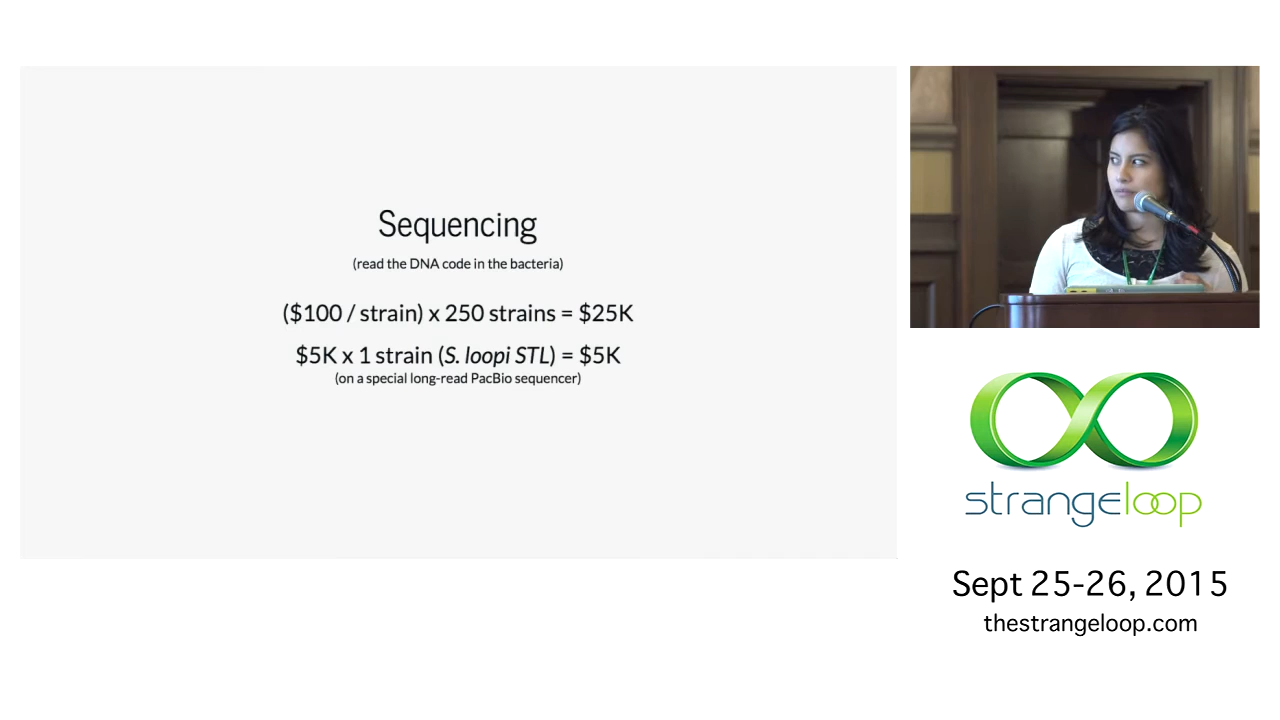 Sequencing
(read the DNA code in the bacteria)
($100 / strain) x 250 strains = $25K
$5K x 1 strain (S. loopi STL) = $5K
(on a special long-read PacBio sequencer)
strangeloop
Sept 25-26, 2015
thestrangeloop.com